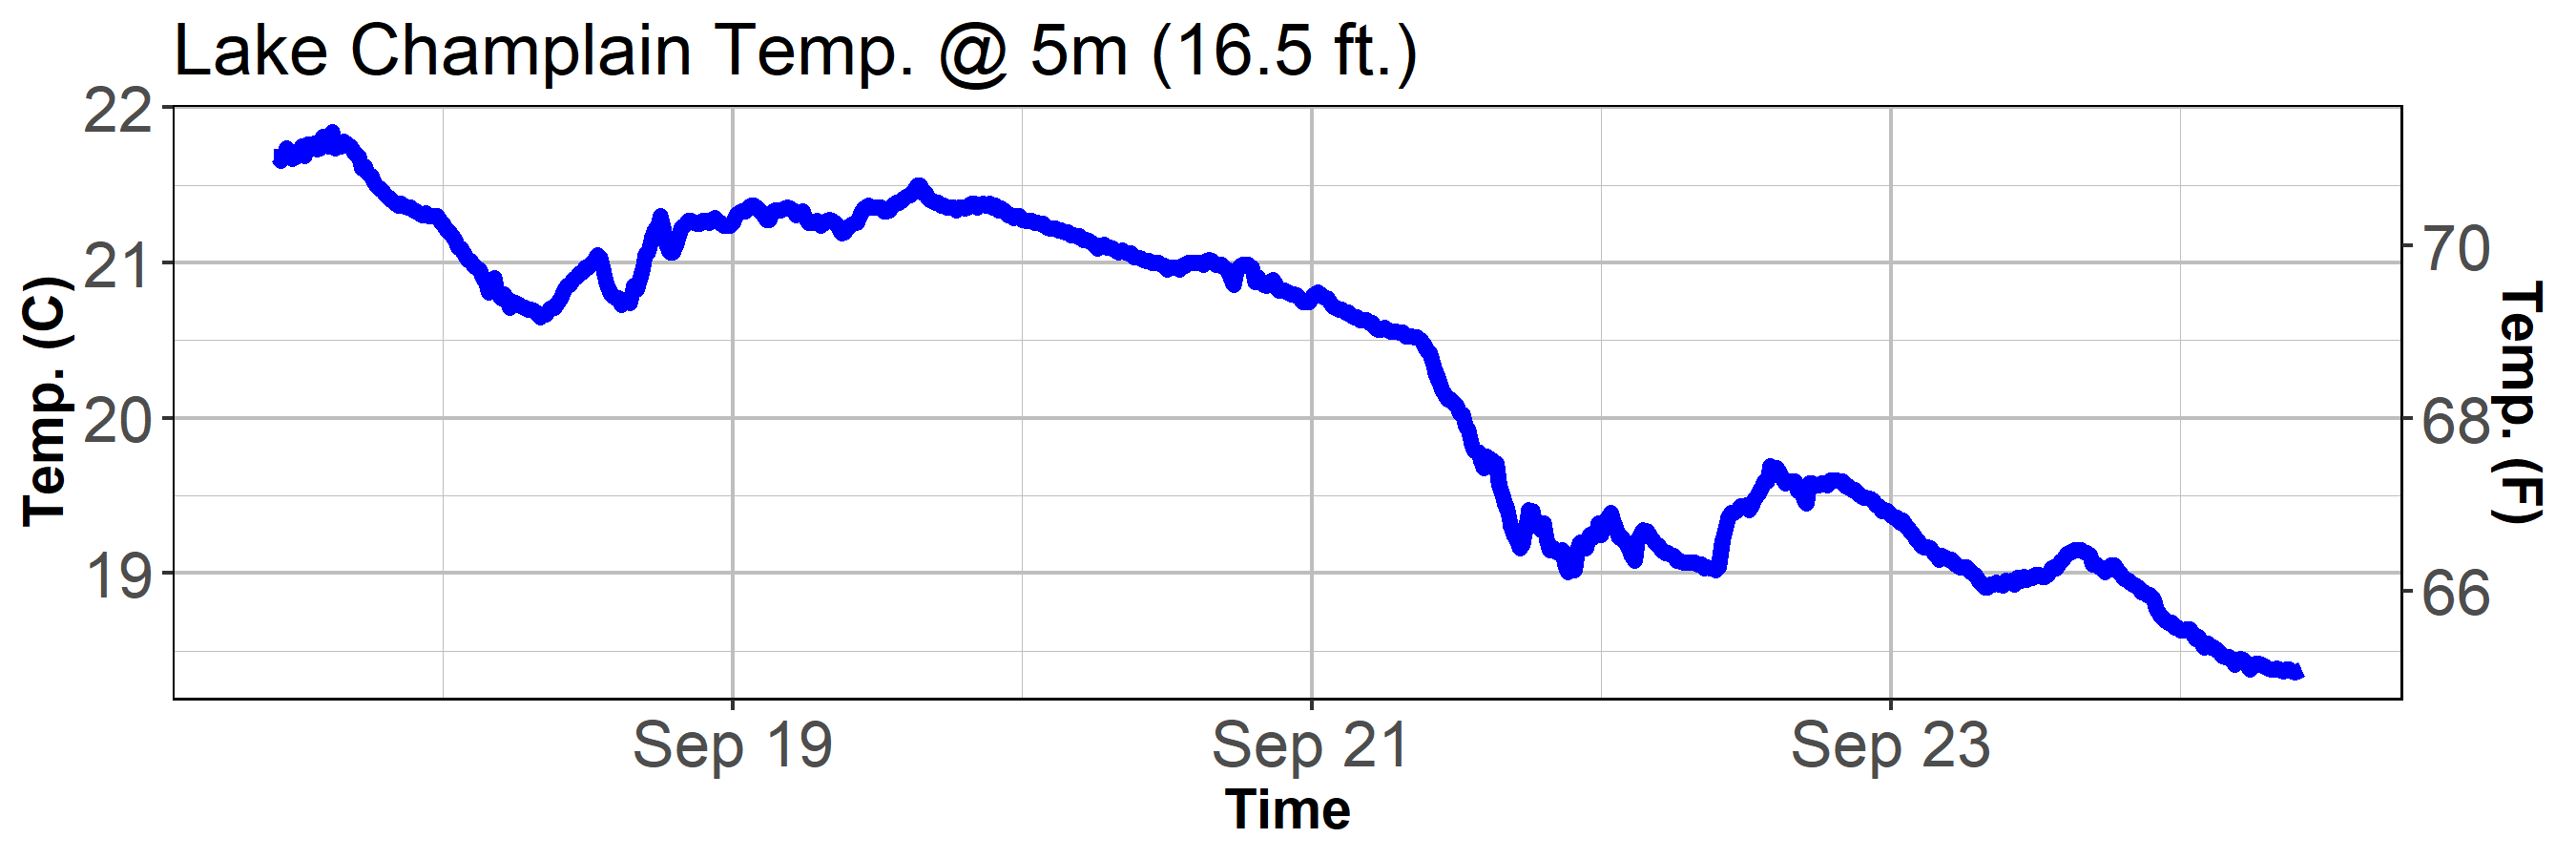 Lake Champlain Temp. @ 5m (16.5 ft.)
22
21
20
19
Temp. (C)
70
68
66
Temp. (F)
Sep 19
Sep 21
Sep 23
Time